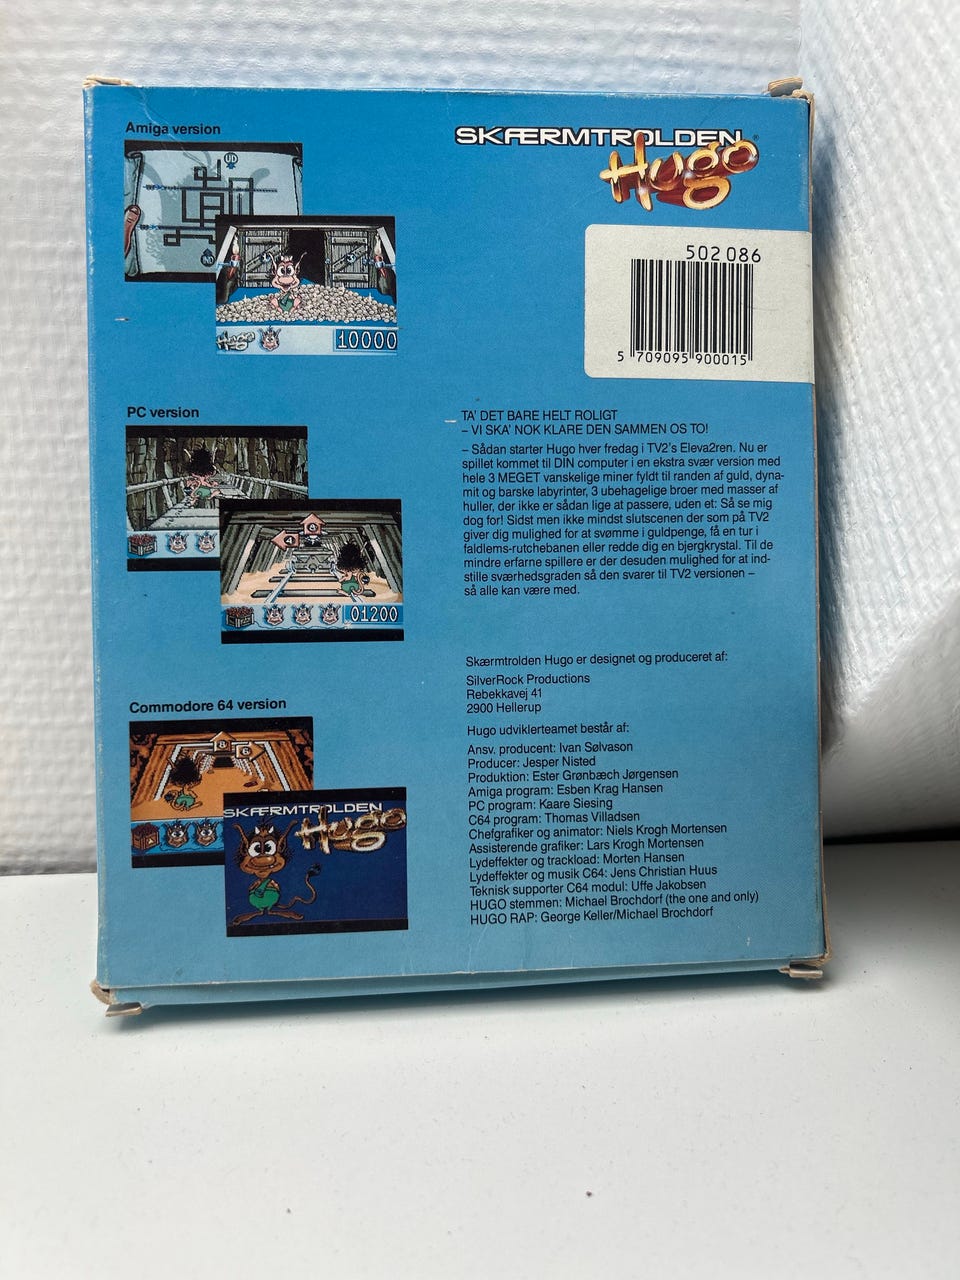 Amiga version
UD
IND
Hugo
10000
PC version
4
8
01200
Commodore 64 version
8
6
SKÆRMTROLDEN
Hugo
SKÆRMTROLDEN
Hugo®
502 086
5 709095 900015
TA' DET BARE HELT ROLIGT
– VI SKA' NOK KLARE DEN SAMMEN OS TO!
– Sådan starter Hugo hver fredag i TV2's Eleva2ren. Nu er
spillet kommet til DIN computer i en ekstra svær version med
hele 3 MEGET vanskelige miner fyldt til randen af guld, dyna-
mit og barske labyrinter, 3 ubehagelige broer med masser af
huller, der ikke er sådan lige at passere, uden et: Så se mig
dog for! Sidst men ikke mindst slutscenen der som på TV2
giver dig mulighed for at svømme i guldpenge, få en tur i
faldlems-rutchebanen eller redde dig en bjergkrystal. Til de
mindre erfarne spillere er der desuden mulighed for at ind-
stille sværhedsgraden så den svarer til TV2 versionen –
så alle kan være med.
Skærmtrolden Hugo er designet og produceret af:
SilverRock Productions
Rebekkavej 41
2900 Hellerup
Hugo udviklerteamet består af:
Ansv. producent: Ivan Sølvason
Producer: Jesper Nisted
Produktion: Ester Grønbæch Jørgensen
Amiga program: Esben Krag Hansen
PC program: Kaare Siesing
C64 program: Thomas Villadsen
Chefgrafiker og animator: Niels Krogh Mortensen
Assisterende grafiker: Lars Krogh Mortensen
Lydeffekter og trackload: Morten Hansen
Lydeffekter og musik C64: Jens Christian Huus
Teknisk supporter C64 modul: Uffe Jakobsen
HUGO stemmen: Michael Brochdorf (the one and only)
HUGO RAP: George Keller/Michael Brochdorf